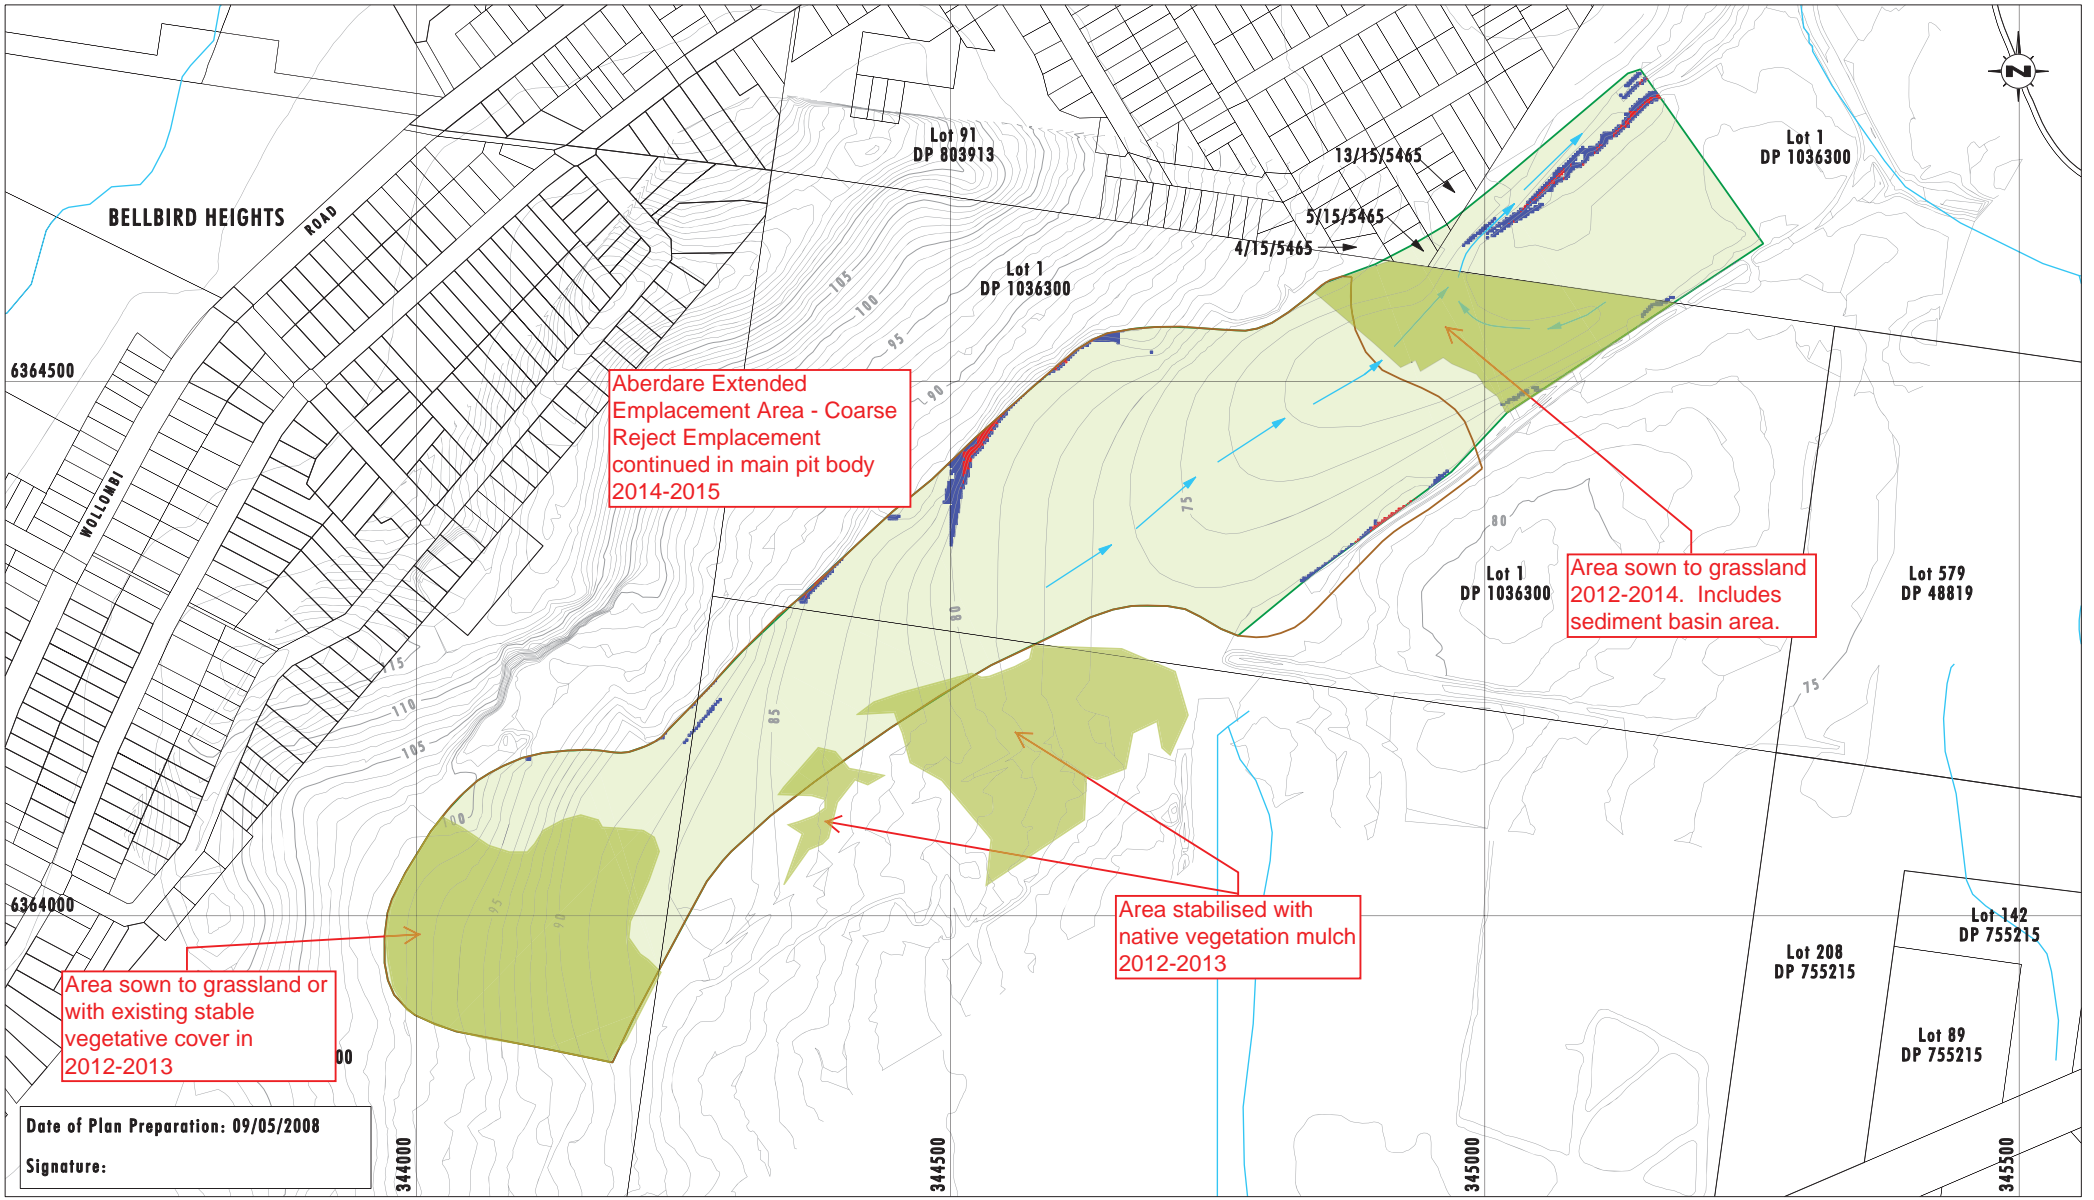 N
Lot 91
DP 803913
13/15/5465
Lot 1
DP 1036300
BELLBIRD HEIGHTS
ROAD
5/15/5465
4/15/5465
Lot 1
DP 1036300
105
100
95
90
6364500
Aberdare Extended
Emplacement Area - Coarse
Reject Emplacement
continued in main pit body
2014-2015
WOLLOMBI
75
80
Lot 1
DP 1036300
Area sown to grassland
2012-2014. Includes
sediment basin area.
Lot 579
DP 48819
80
115
110
105
85
75
100
95
90
6364000
Area stabilised with
native vegetation mulch
2012-2013
Lot 142
DP 755215
Lot 208
DP 755215
Lot 89
DP 755215
Area sown to grassland or
with existing stable
vegetative cover in
2012-2013
00
Date of Plan Preparation: 09/05/2008
Signature:
344000
344500
345000
345500